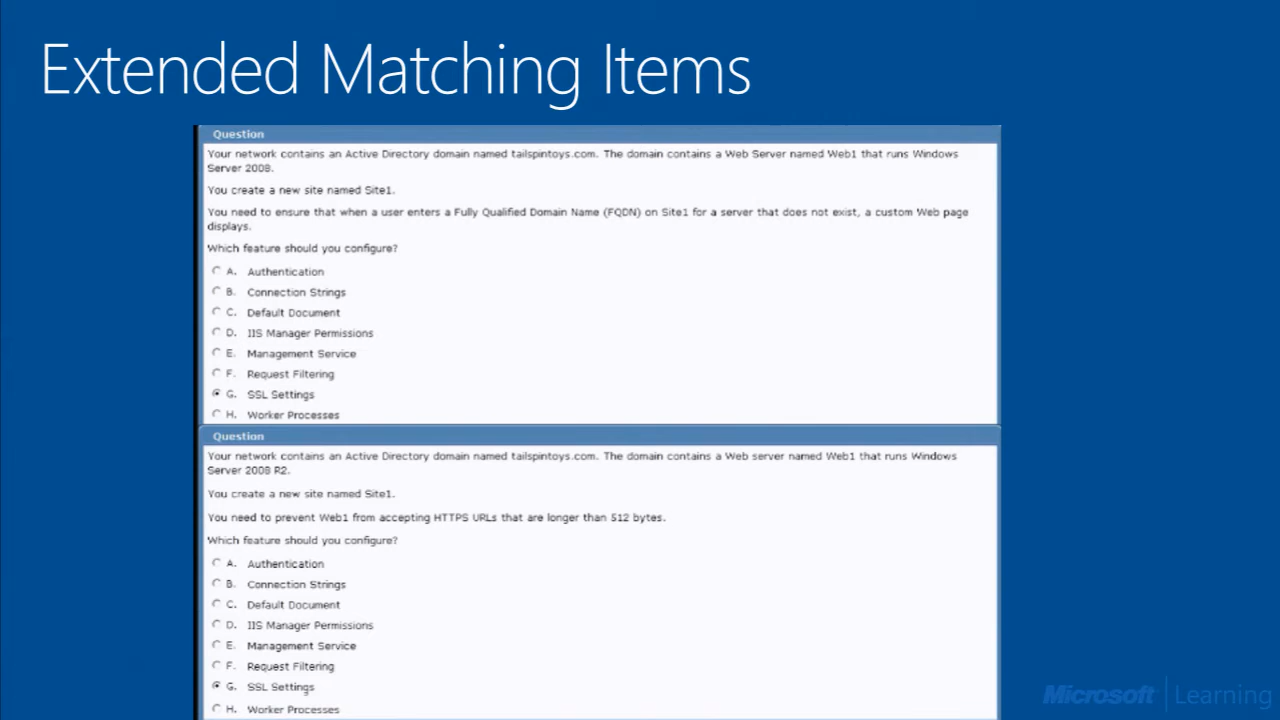 Extended Matching Items
Question
Your network contains an Active Directory domain named tailspintoys.com. The domain contains a Web Server named Web1 that runs Windows
Server 2008.
You create a new site named Site1.
You need to ensure that when a user enters a Fully Qualified Domain Name (FQDN) on Site1 for a server that does not exist, a custom Web page
displays.
Which feature should you configure?
A. Authentication
B. Connection Strings
C. Default Document
D. IIS Manager Permissions
E. Management Service
F. Request Filtering
G. SSL Settings
H. Worker Processes
Question
Your network contains an Active Directory domain named tailspintoys.com. The domain contains a Web server named Web1 that runs Windows
Server 2008 R2.
You create a new site named Site1.
You need to prevent Web1 from accepting HTTPS URLs that are longer than 512 bytes.
Which feature should you configure?
A. Authentication
B. Connection Strings
C. Default Document
D. IIS Manager Permissions
E. Management Service
F. Request Filtering
G. SSL Settings
H. Worker Processes
Microsoft Learning